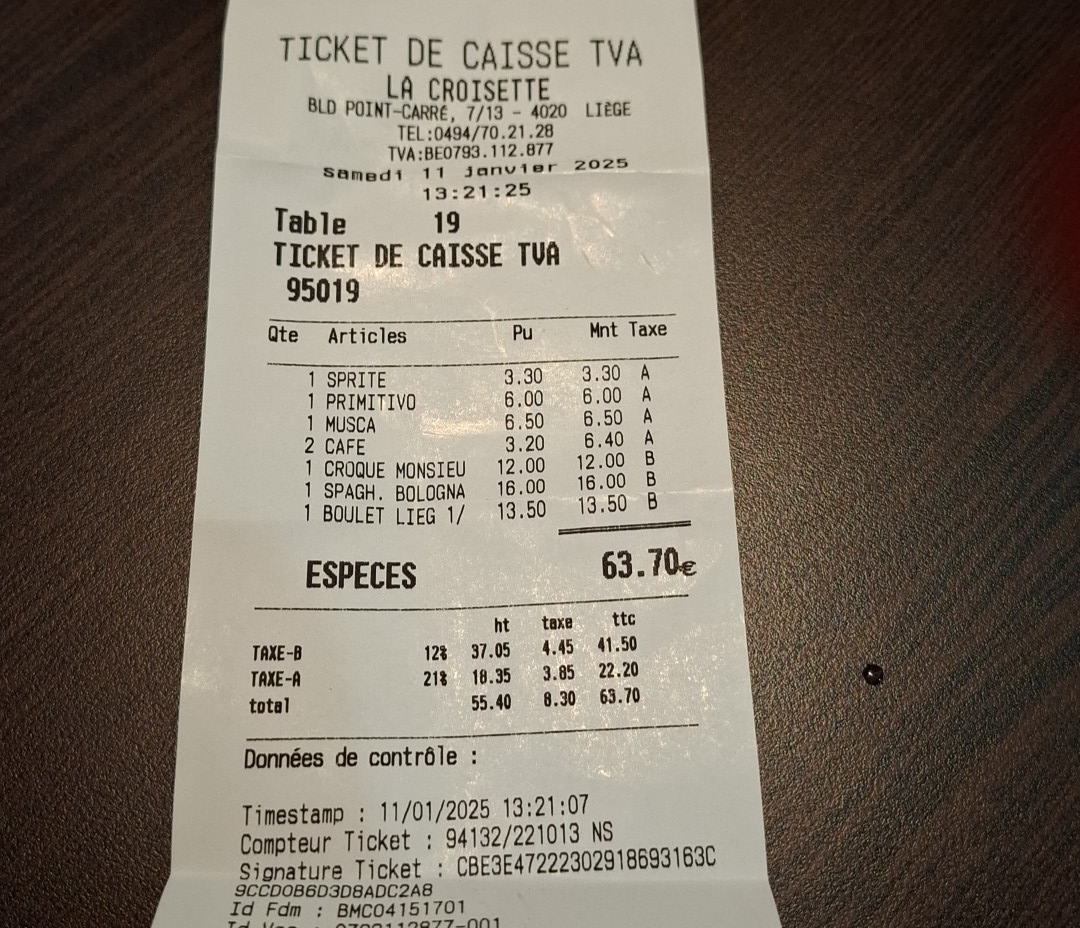 TICKET DE CAISSE TVA
LA CROISETTE
BLD POINT-CARRÉ, 7/13 - 4020 LIÈGE
TEL:0494/70.21.28
TVA:BE0793.112.877
Samedi 11 janvier 2025
13:21:25
Table 19
TICKET DE CAISSE TVA
95019
Qte Articles Pu Mnt Taxe
1 SPRITE 3.30 3.30 A
1 PRIMITIVO 6.00 6.00 A
1 MUSCA 6.50 6.50 A
2 CAFE 3.20 6.40 A
1 CROQUE MONSIEU 12.00 12.00 B
1 SPAGH. BOLOGNA 16.00 16.00 B
1 BOULET LIEG 1/ 13.50 13.50 B
ESPECES 63.70€
ht taxe ttc
TAXE-B 12% 37.05 4.45 41.50
TAXE-A 21% 18.35 3.85 22.20
total 55.40 8.30 63.70
Données de contrôle :
Timestamp : 11/01/2025 13:21:07
Compteur Ticket : 94132/221013 NS
Signature Ticket : CBE3E47222302918693163C
9CCD0B6D3D8ADC2A8
Id Fdm : BMC04151701